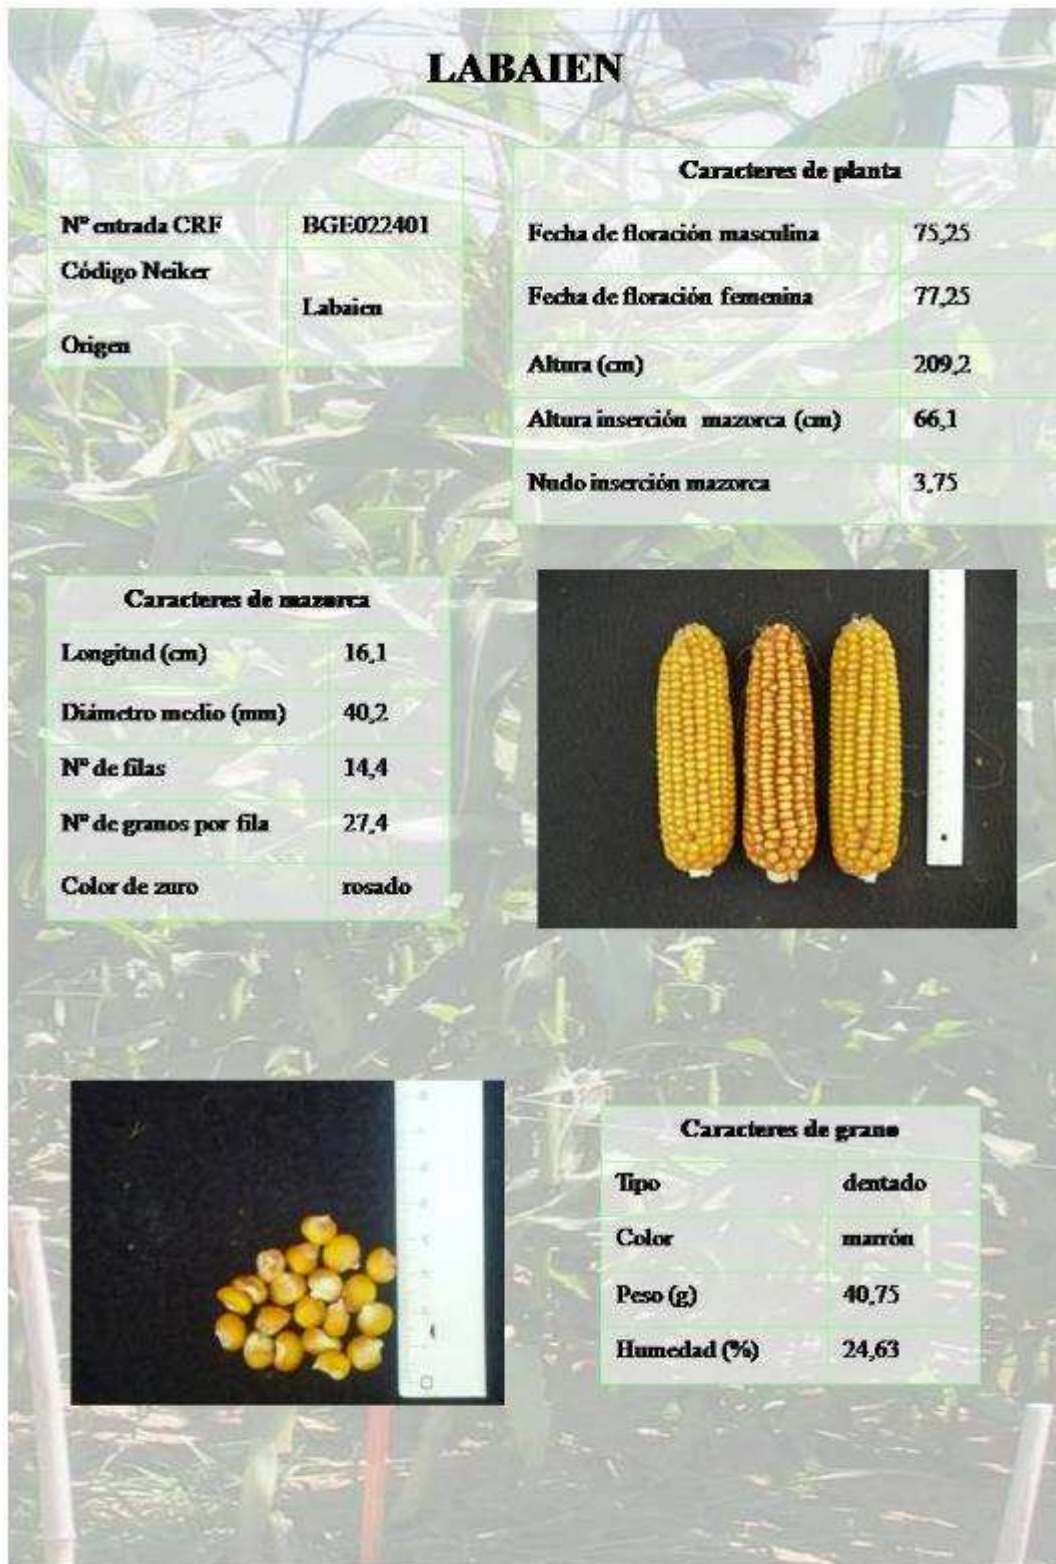 LABAIEN
Nº entrada CRF BGE022401
Código Neiker
Labaien
Origen
Caracteres de planta
Fecha de floración masculina 75,25
Fecha de floración femenina 77,25
Altura (cm) 209,2
Altura inserción mazorca (cm) 66,1
Nudo inserción mazorca 3,75
Caracteres de mazorca
Longitud (cm) 16,1
Diámetro medio (mm) 40,2
Nº de filas 14,4
Nº de granos por fila 27,4
Color de zuro rosado
Caracteres de grano
Tipo dentado
Color marrón
Peso (g) 40,75
Humedad (%) 24,63